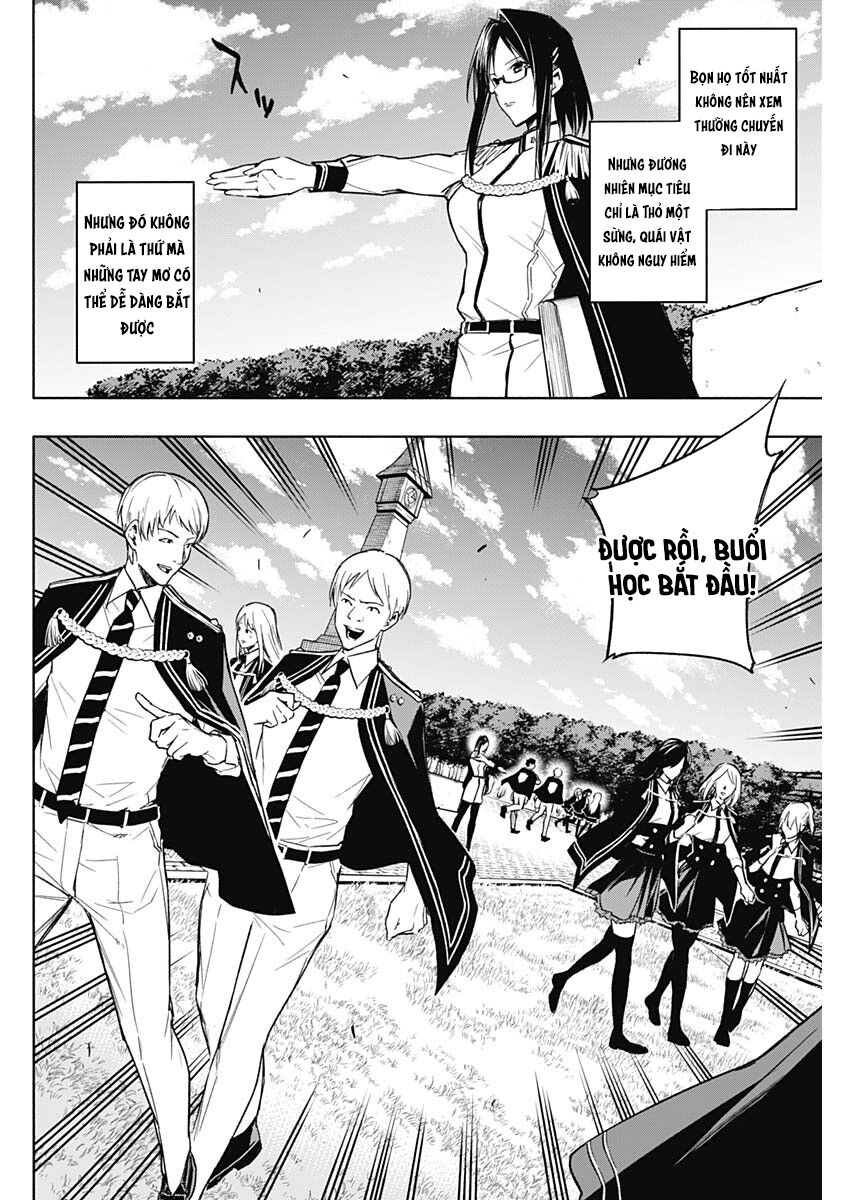 スッ
BỌN HỌ TỐT NHẤT
KHÔNG NÊN XEM
THƯỜNG CHUYẾN
ĐI NÀY
NHƯNG ĐƯƠNG
NHIÊN MỤC TIÊU
CHỈ LÀ THỎ MỘT
SỪNG, QUÁI VẬT
KHÔNG NGUY HIỂM
NHƯNG ĐÓ KHÔNG
PHẢI LÀ THỨ MÀ
NHỮNG TAY MƠ CÓ
THỂ DỄ DÀNG BẮT
ĐƯỢC
ĐƯỢC RỒI, BUỔI
HỌC BẮT ĐẦU!